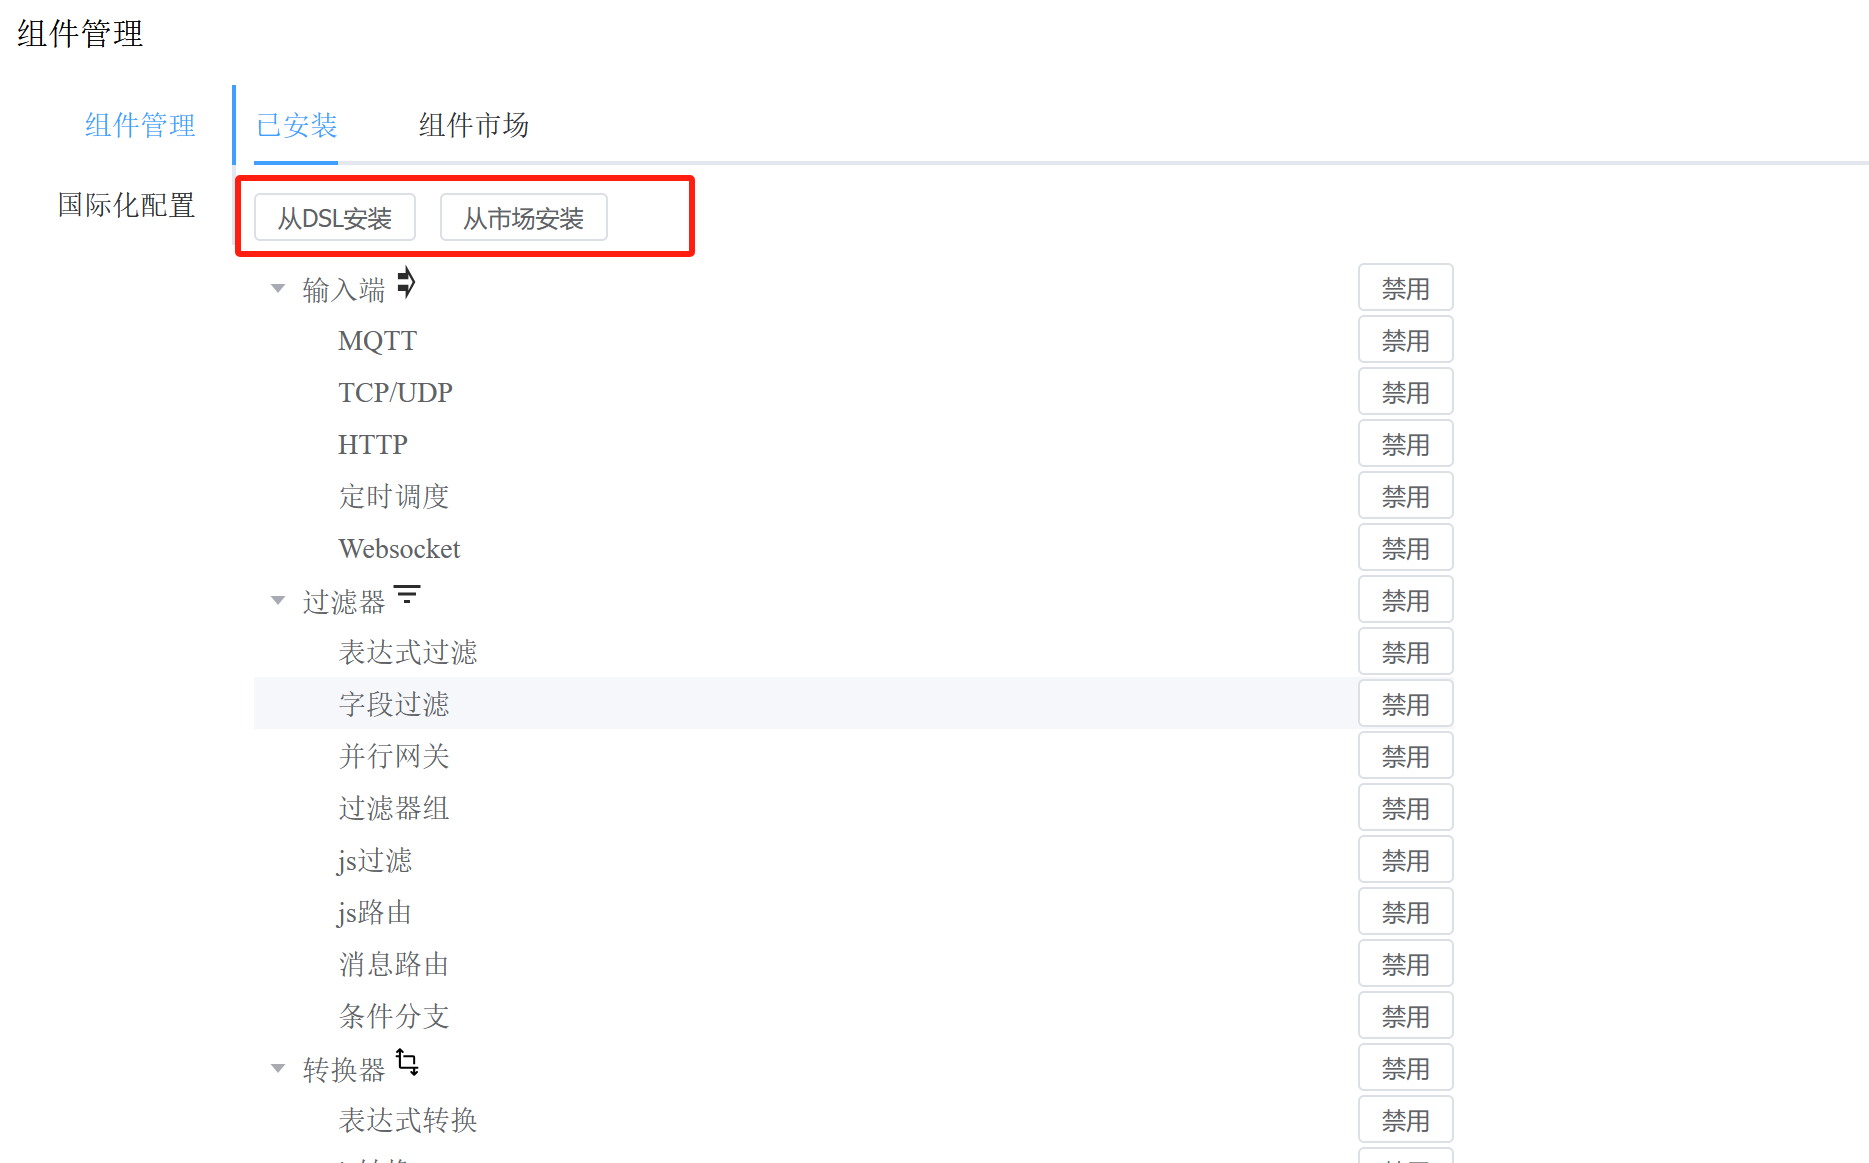 组件管理
组件管理
国际化配置
已安装 组件市场
从DSL安装 从市场安装
输入端 禁用
MQTT 禁用
TCP/UDP 禁用
HTTP 禁用
定时调度 禁用
Websocket 禁用
过滤器 禁用
表达式过滤 禁用
字段过滤 禁用
并行网关 禁用
过滤器组 禁用
js过滤 禁用
js路由 禁用
消息路由 禁用
条件分支 禁用
转换器 禁用
表达式转换 禁用